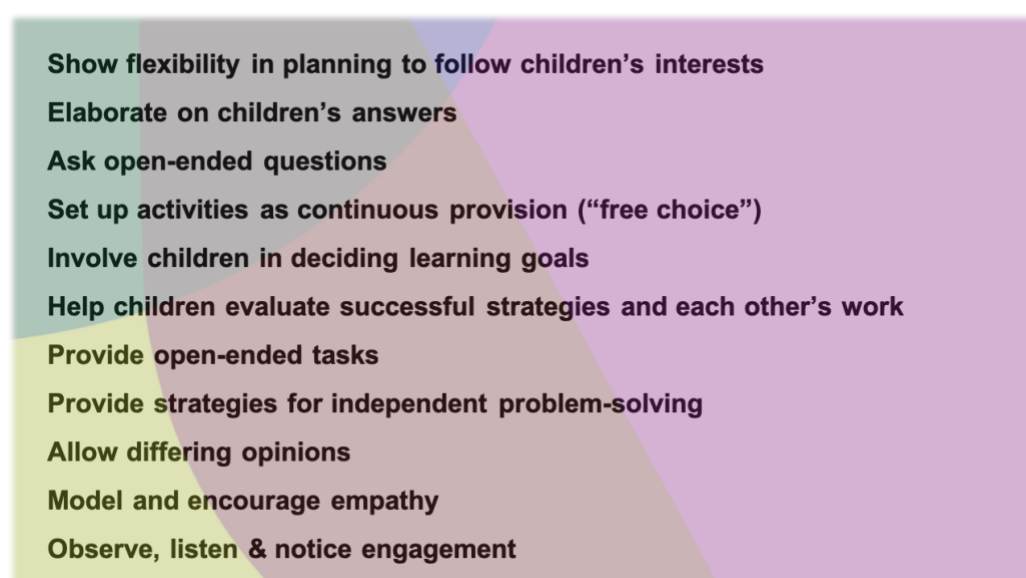 Show flexibility in planning to follow children’s interests
Elaborate on children’s answers
Ask open-ended questions
Set up activities as continuous provision (“free choice”)
Involve children in deciding learning goals
Help children evaluate successful strategies and each other’s work
Provide open-ended tasks
Provide strategies for independent problem-solving
Allow differing opinions
Model and encourage empathy
Observe, listen & notice engagement